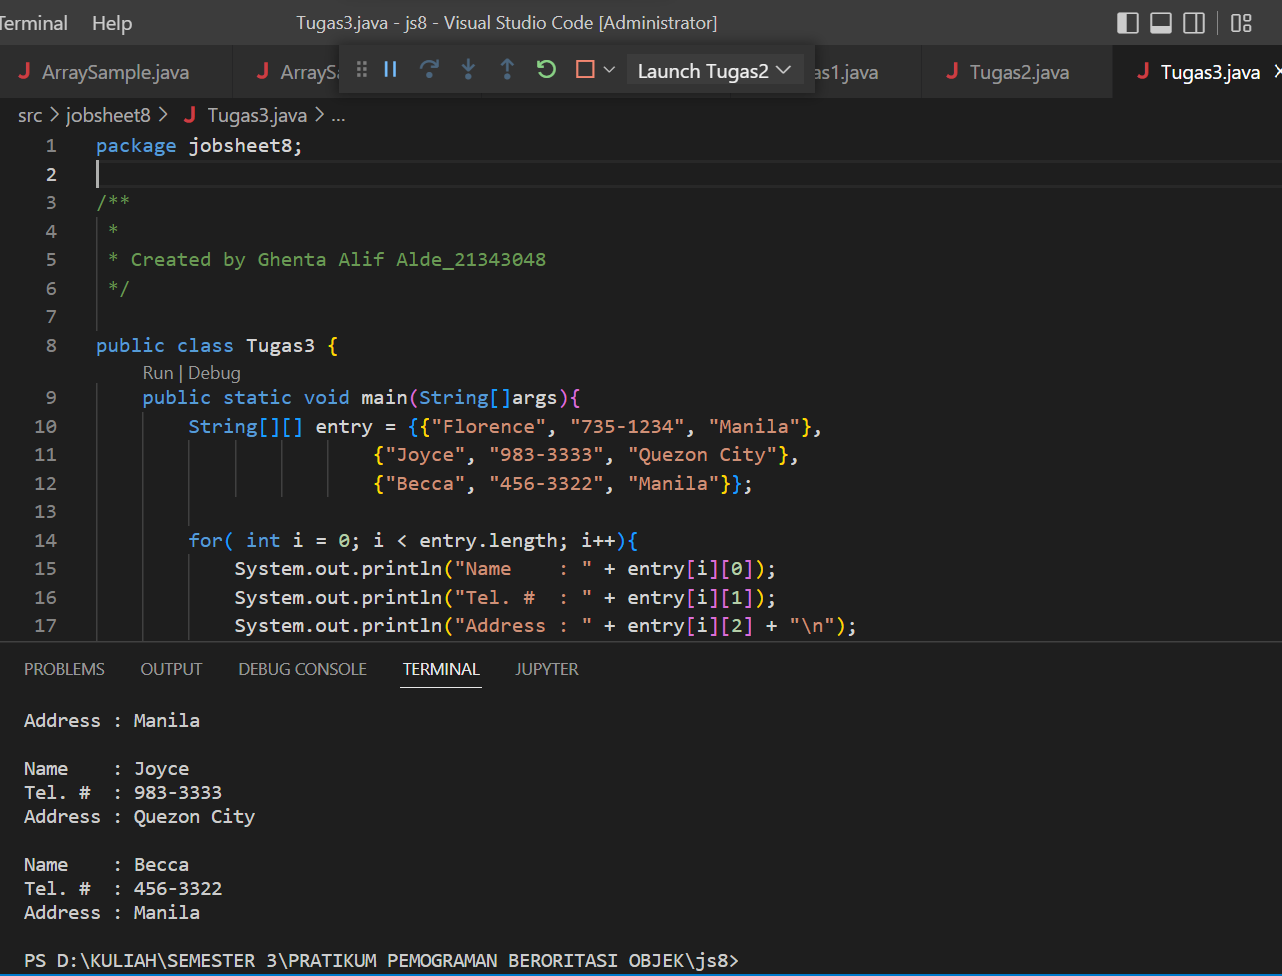 Terminal Help Tugas3.java - js8 - Visual Studio Code [Administrator]
ArraySample.java Launch Tugas2 Tugas2.java Tugas3.java
src > jobsheet8 > J Tugas3.java > ...
1 package jobsheet8;
2
3 /**
4 *
5 * Created by Ghenta Alif Alde_21343048
6 */
7
8 public class Tugas3 {
Run | Debug
9 public static void main(String[]args){
10 String[][] entry = {{"Florence", "735-1234", "Manila"},
11 {"Joyce", "983-3333", "Quezon City"},
12 {"Becca", "456-3322", "Manila"}};
13
14 for( int i = 0; i < entry.length; i++){
15 System.out.println("Name    : " + entry[i][0]);
16 System.out.println("Tel. #  : " + entry[i][1]);
17 System.out.println("Address : " + entry[i][2] + "\n");
PROBLEMS OUTPUT DEBUG CONSOLE TERMINAL JUPYTER
Address : Manila
Name    : Joyce
Tel. #  : 983-3333
Address : Quezon City
Name    : Becca
Tel. #  : 456-3322
Address : Manila
PS D:\KULIAH\SEMESTER 3\PRATIKUM PEMOGRAMAN BERORITASI OBJEK\js8>